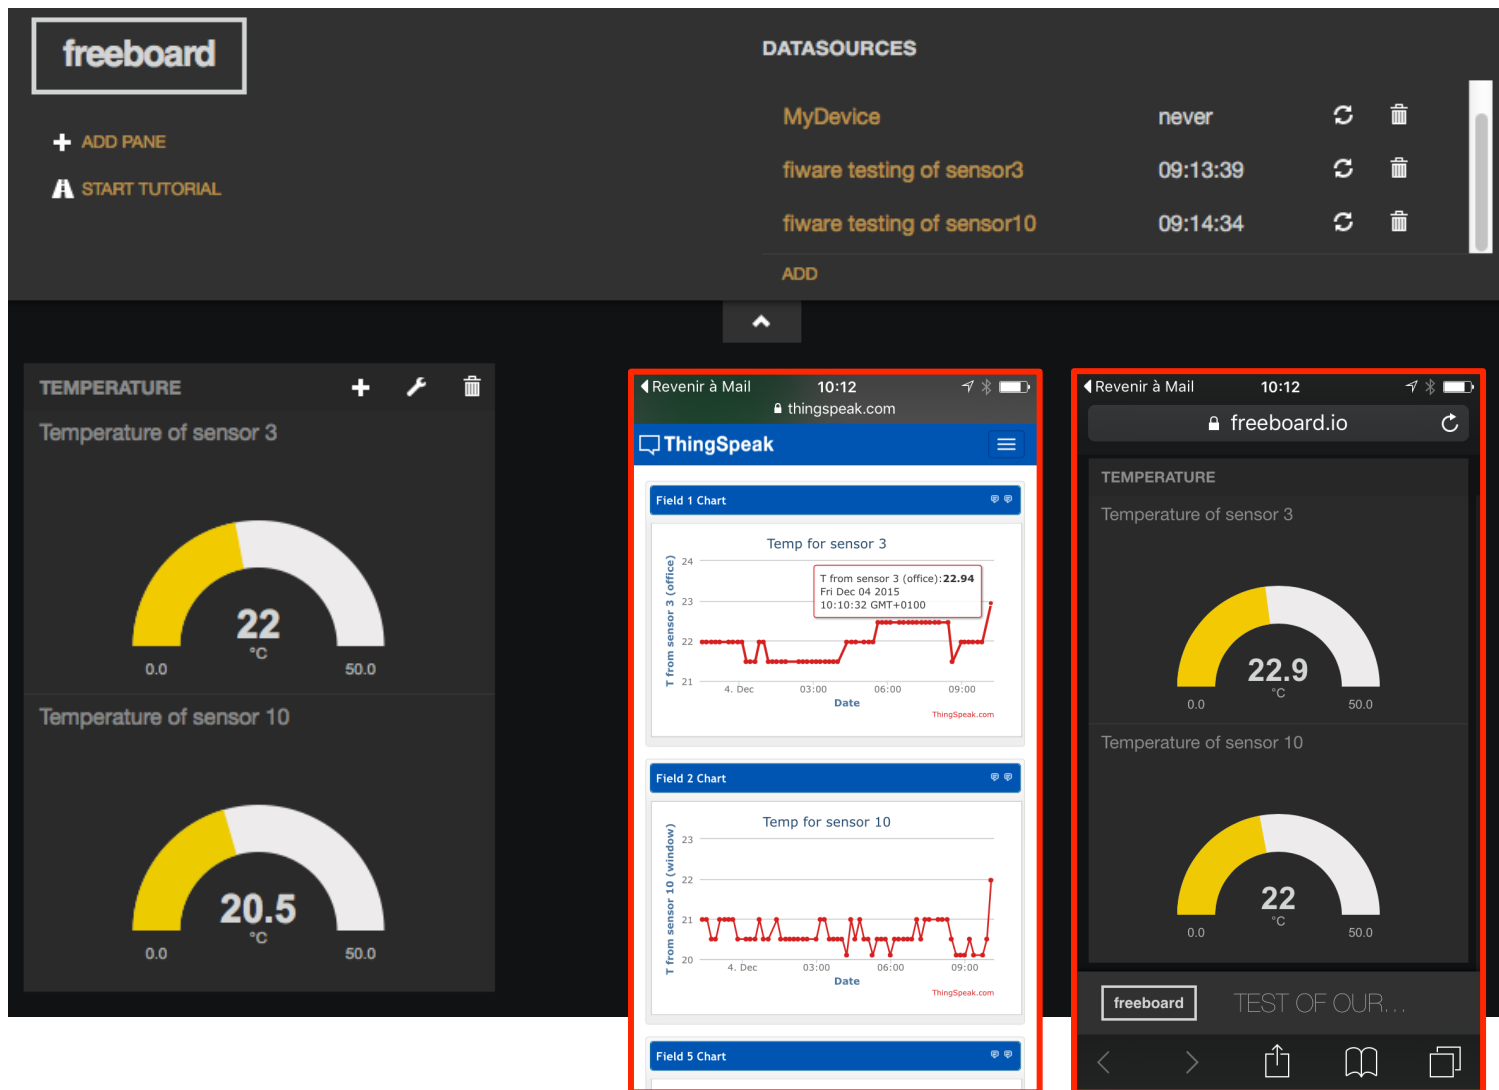 freeboard
ADD PANE
START TUTORIAL
DATASOURCES
MyDevice never
fiware testing of sensor3 09:13:39
fiware testing of sensor10 09:14:34
ADD
TEMPERATURE
Temperature of sensor 3
22
°C
0.0 50.0
Temperature of sensor 10
20.5
°C
0.0 50.0
Revenir à Mail 10:12
thingspeak.com
ThingSpeak
Field 1 Chart
Temp for sensor 3
T from sensor 3 (office)
24
23
22
21
T from sensor 3 (office):22.94
Fri Dec 04 2015
10:10:32 GMT+0100
4. Dec 03:00 06:00 09:00
Date
ThingSpeak.com
Field 2 Chart
Temp for sensor 10
T from sensor 10 (window)
23
22
21
20
4. Dec 03:00 06:00 09:00
Date
ThingSpeak.com
Field 5 Chart
Revenir à Mail 10:12
freeboard.io
TEMPERATURE
Temperature of sensor 3
22.9
°C
0.0 50.0
Temperature of sensor 10
22
°C
0.0 50.0
freeboard TEST OF OUR...